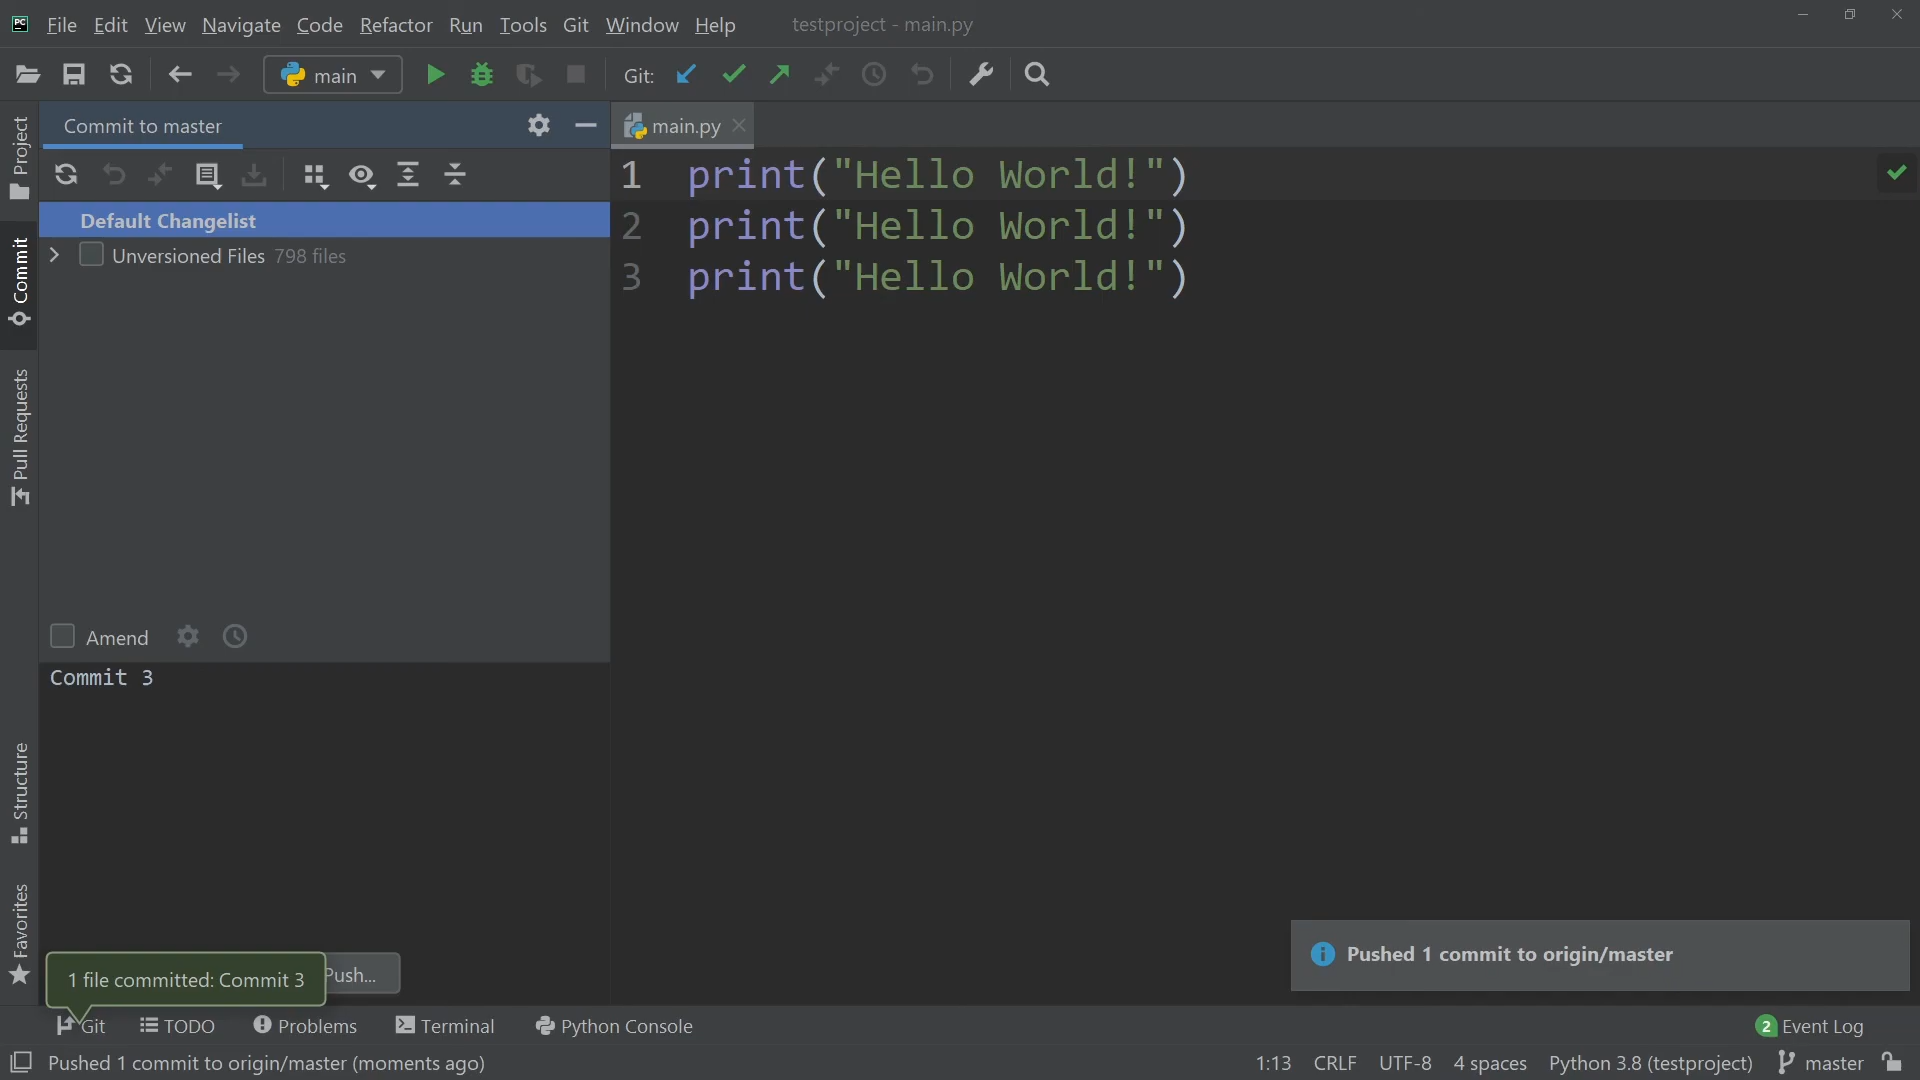 PC File Edit View Navigate Code Refactor Run Tools Git Window Help testproject - main.py
main Git:
Project
Commit
Pull Requests
Structure
Favorites
Commit to master
Default Changelist
Unversioned Files 798 files
Amend
Commit 3
main.py
1 print("Hello World!")
2 print("Hello World!")
3 print("Hello World!")
1 file committed: Commit 3
Push...
Pushed 1 commit to origin/master
Git TODO Problems Terminal Python Console 2 Event Log
Pushed 1 commit to origin/master (moments ago) 1:13 CRLF UTF-8 4 spaces Python 3.8 (testproject) master